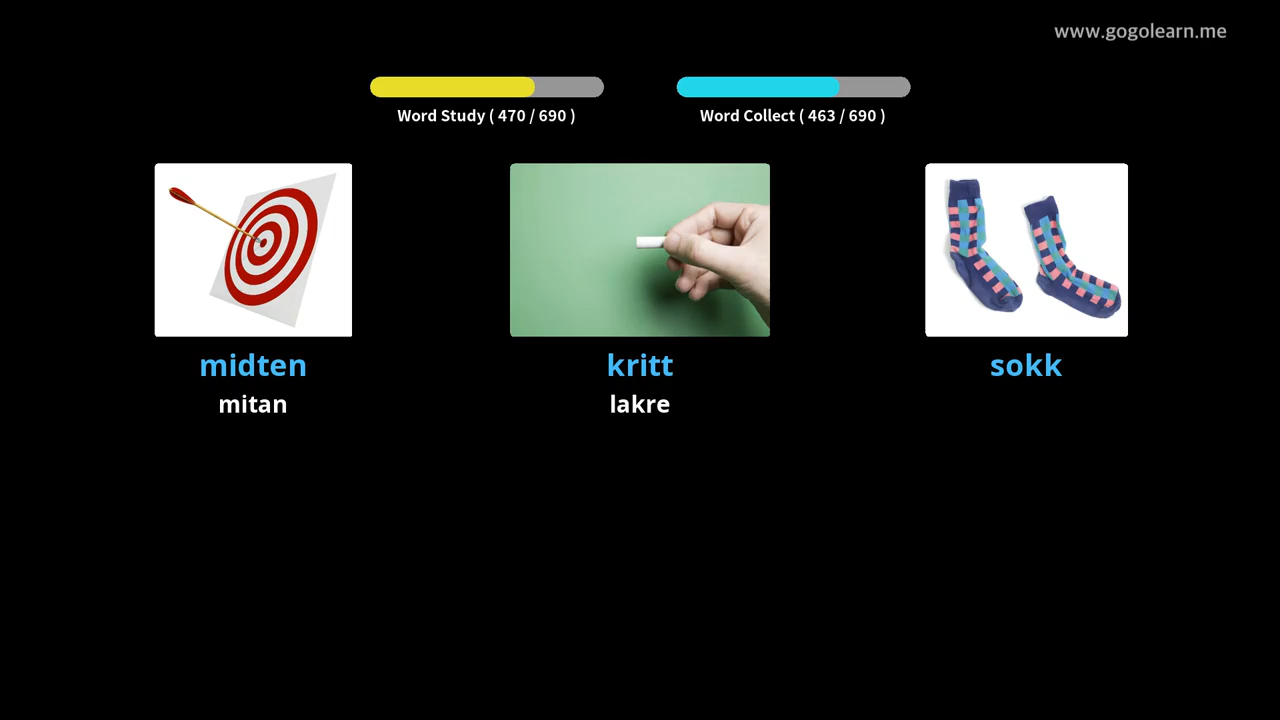 www.gogolearn.me
Word Study ( 470 / 690 )
Word Collect ( 463 / 690 )
midten
kritt
sokk
mitan
lakre